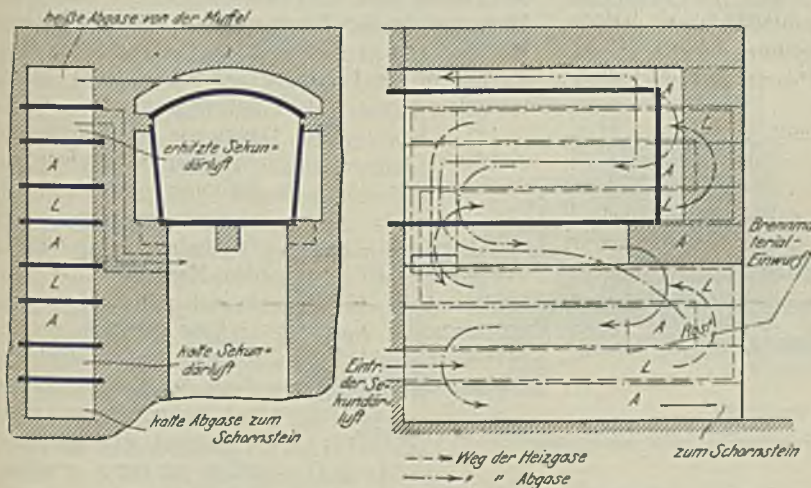 heiße Abgase von der Muffel
erhitzte Sekun=
därluft
A
L
A
L
A
kalte Sekun=
därluft
kalte Abgase zum
Schornstein
A
L
A
A
L
Brennma=
terial=
Einwurf
A
L
A
Rost
Eintr.
der Se=
kundär=
luft
L
A
zum Schornstein
Weg der Heizgase
" " Abgase